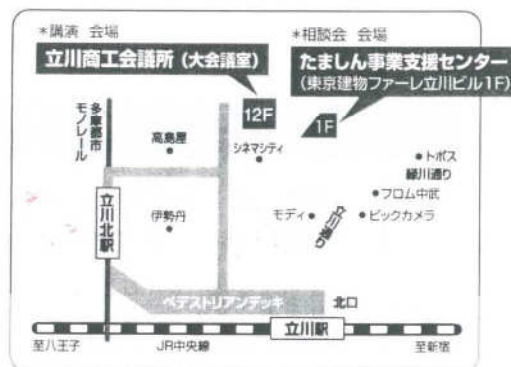 *講演 会場
立川商工会議所 (大会議室)
*相談会 会場
たましん事業支援センター
(東京建物ファーレ立川ビル1F)
多摩都市
モノレール
高島屋
12F
シネマシティ
1F
トポス
緑川通り
フロム中武
立川北駅
伊勢丹
モディ
立川通り
ビックカメラ
ペデストリアンデッキ
北口
立川駅
至八王子
JR中央線
至新宿